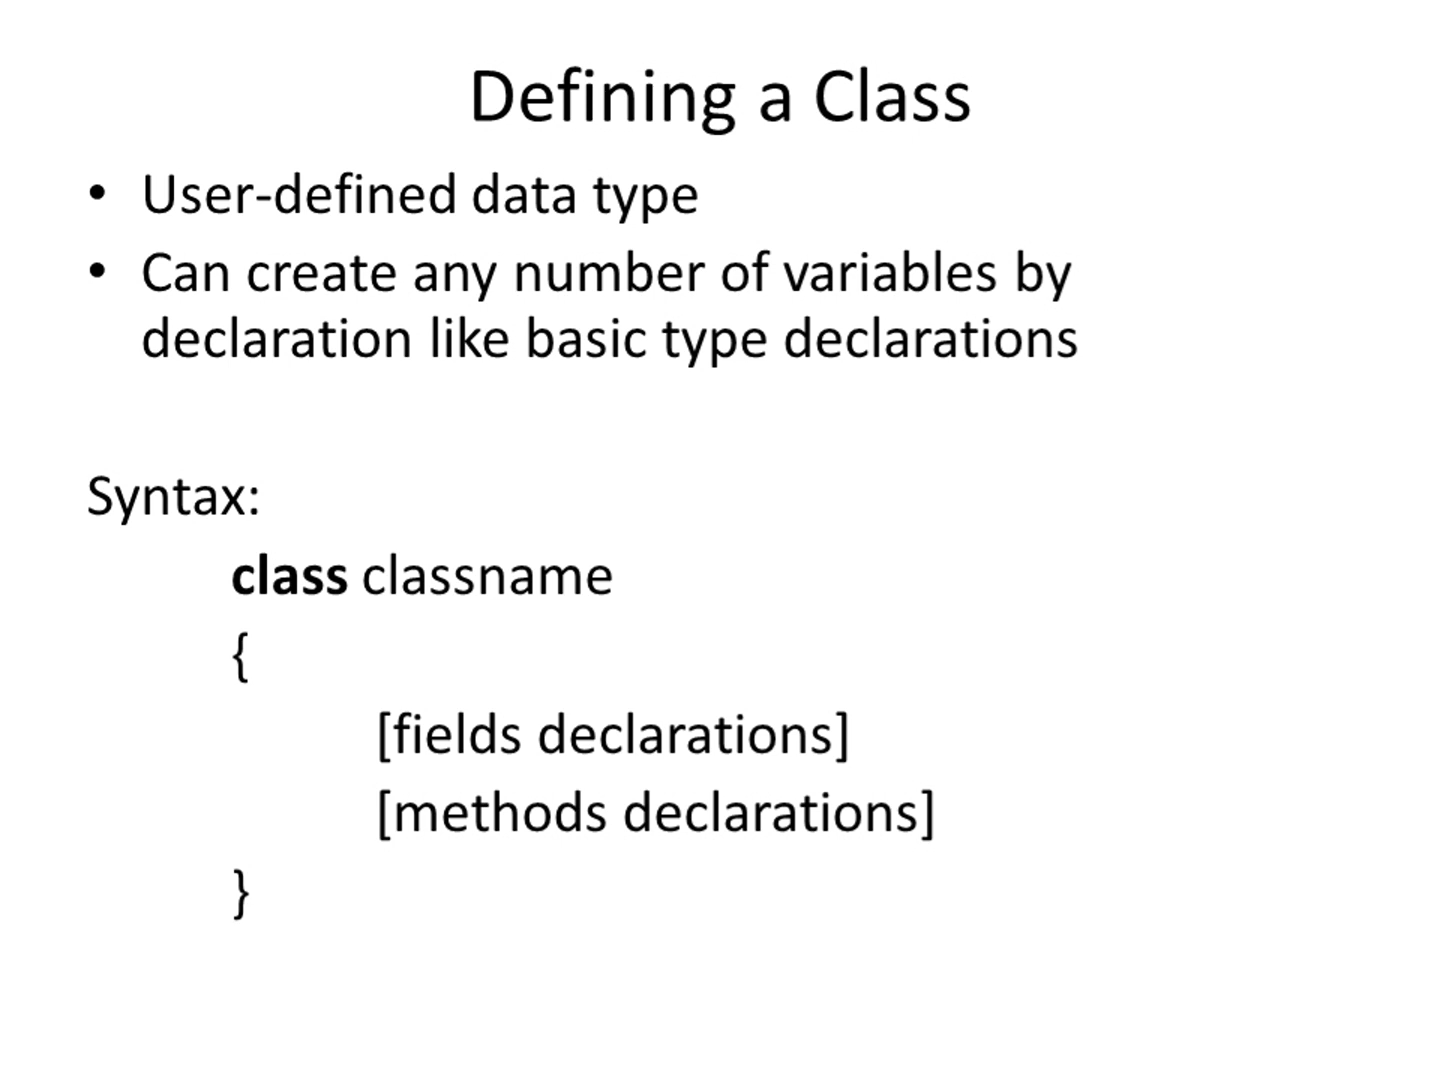 Defining a Class
• User-defined data type
• Can create any number of variables by
declaration like basic type declarations
Syntax:
class classname
{
[fields declarations]
[methods declarations]
}